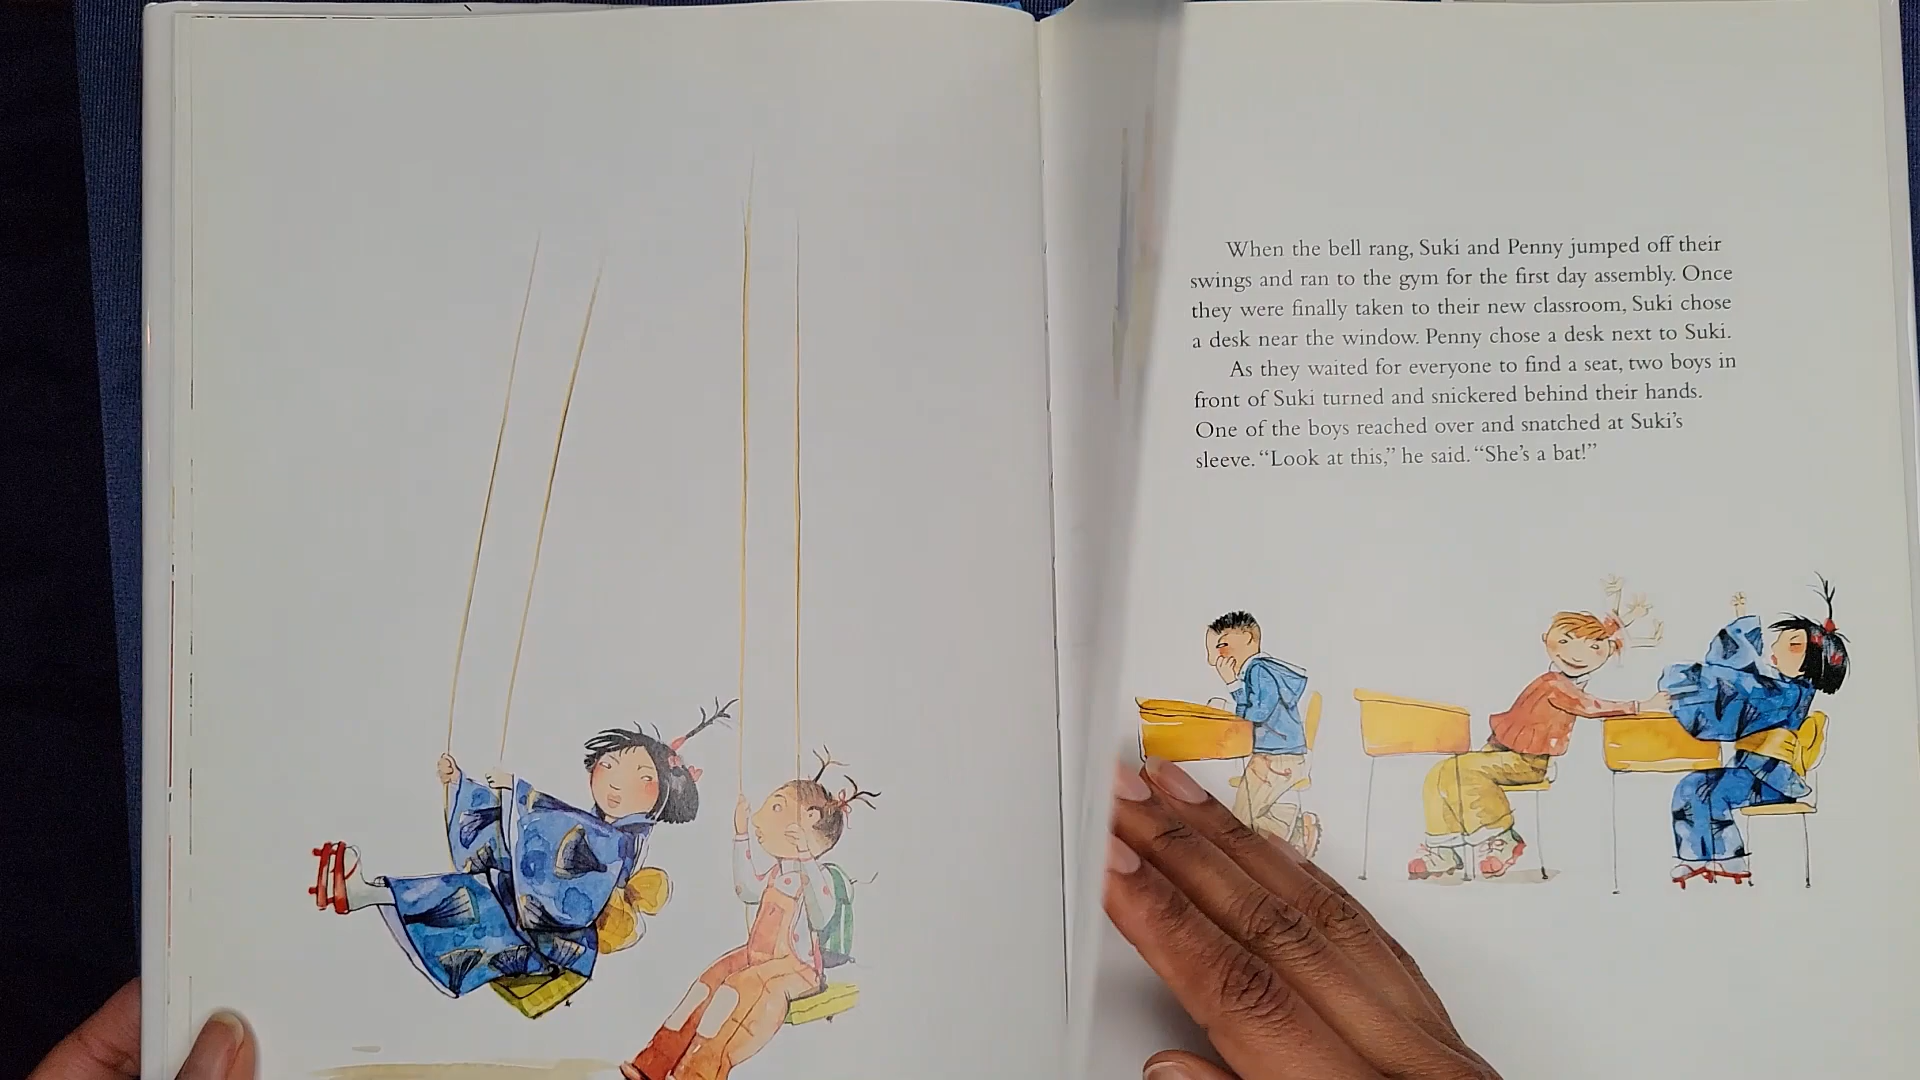 When the bell rang, Suki and Penny jumped off their
swings and ran to the gym for the first day assembly. Once
they were finally taken to their new classroom, Suki chose
a desk near the window. Penny chose a desk next to Suki.
As they waited for everyone to find a seat, two boys in
front of Suki turned and snickered behind their hands.
One of the boys reached over and snatched at Suki’s
sleeve. “Look at this,” he said. “She’s a bat!”